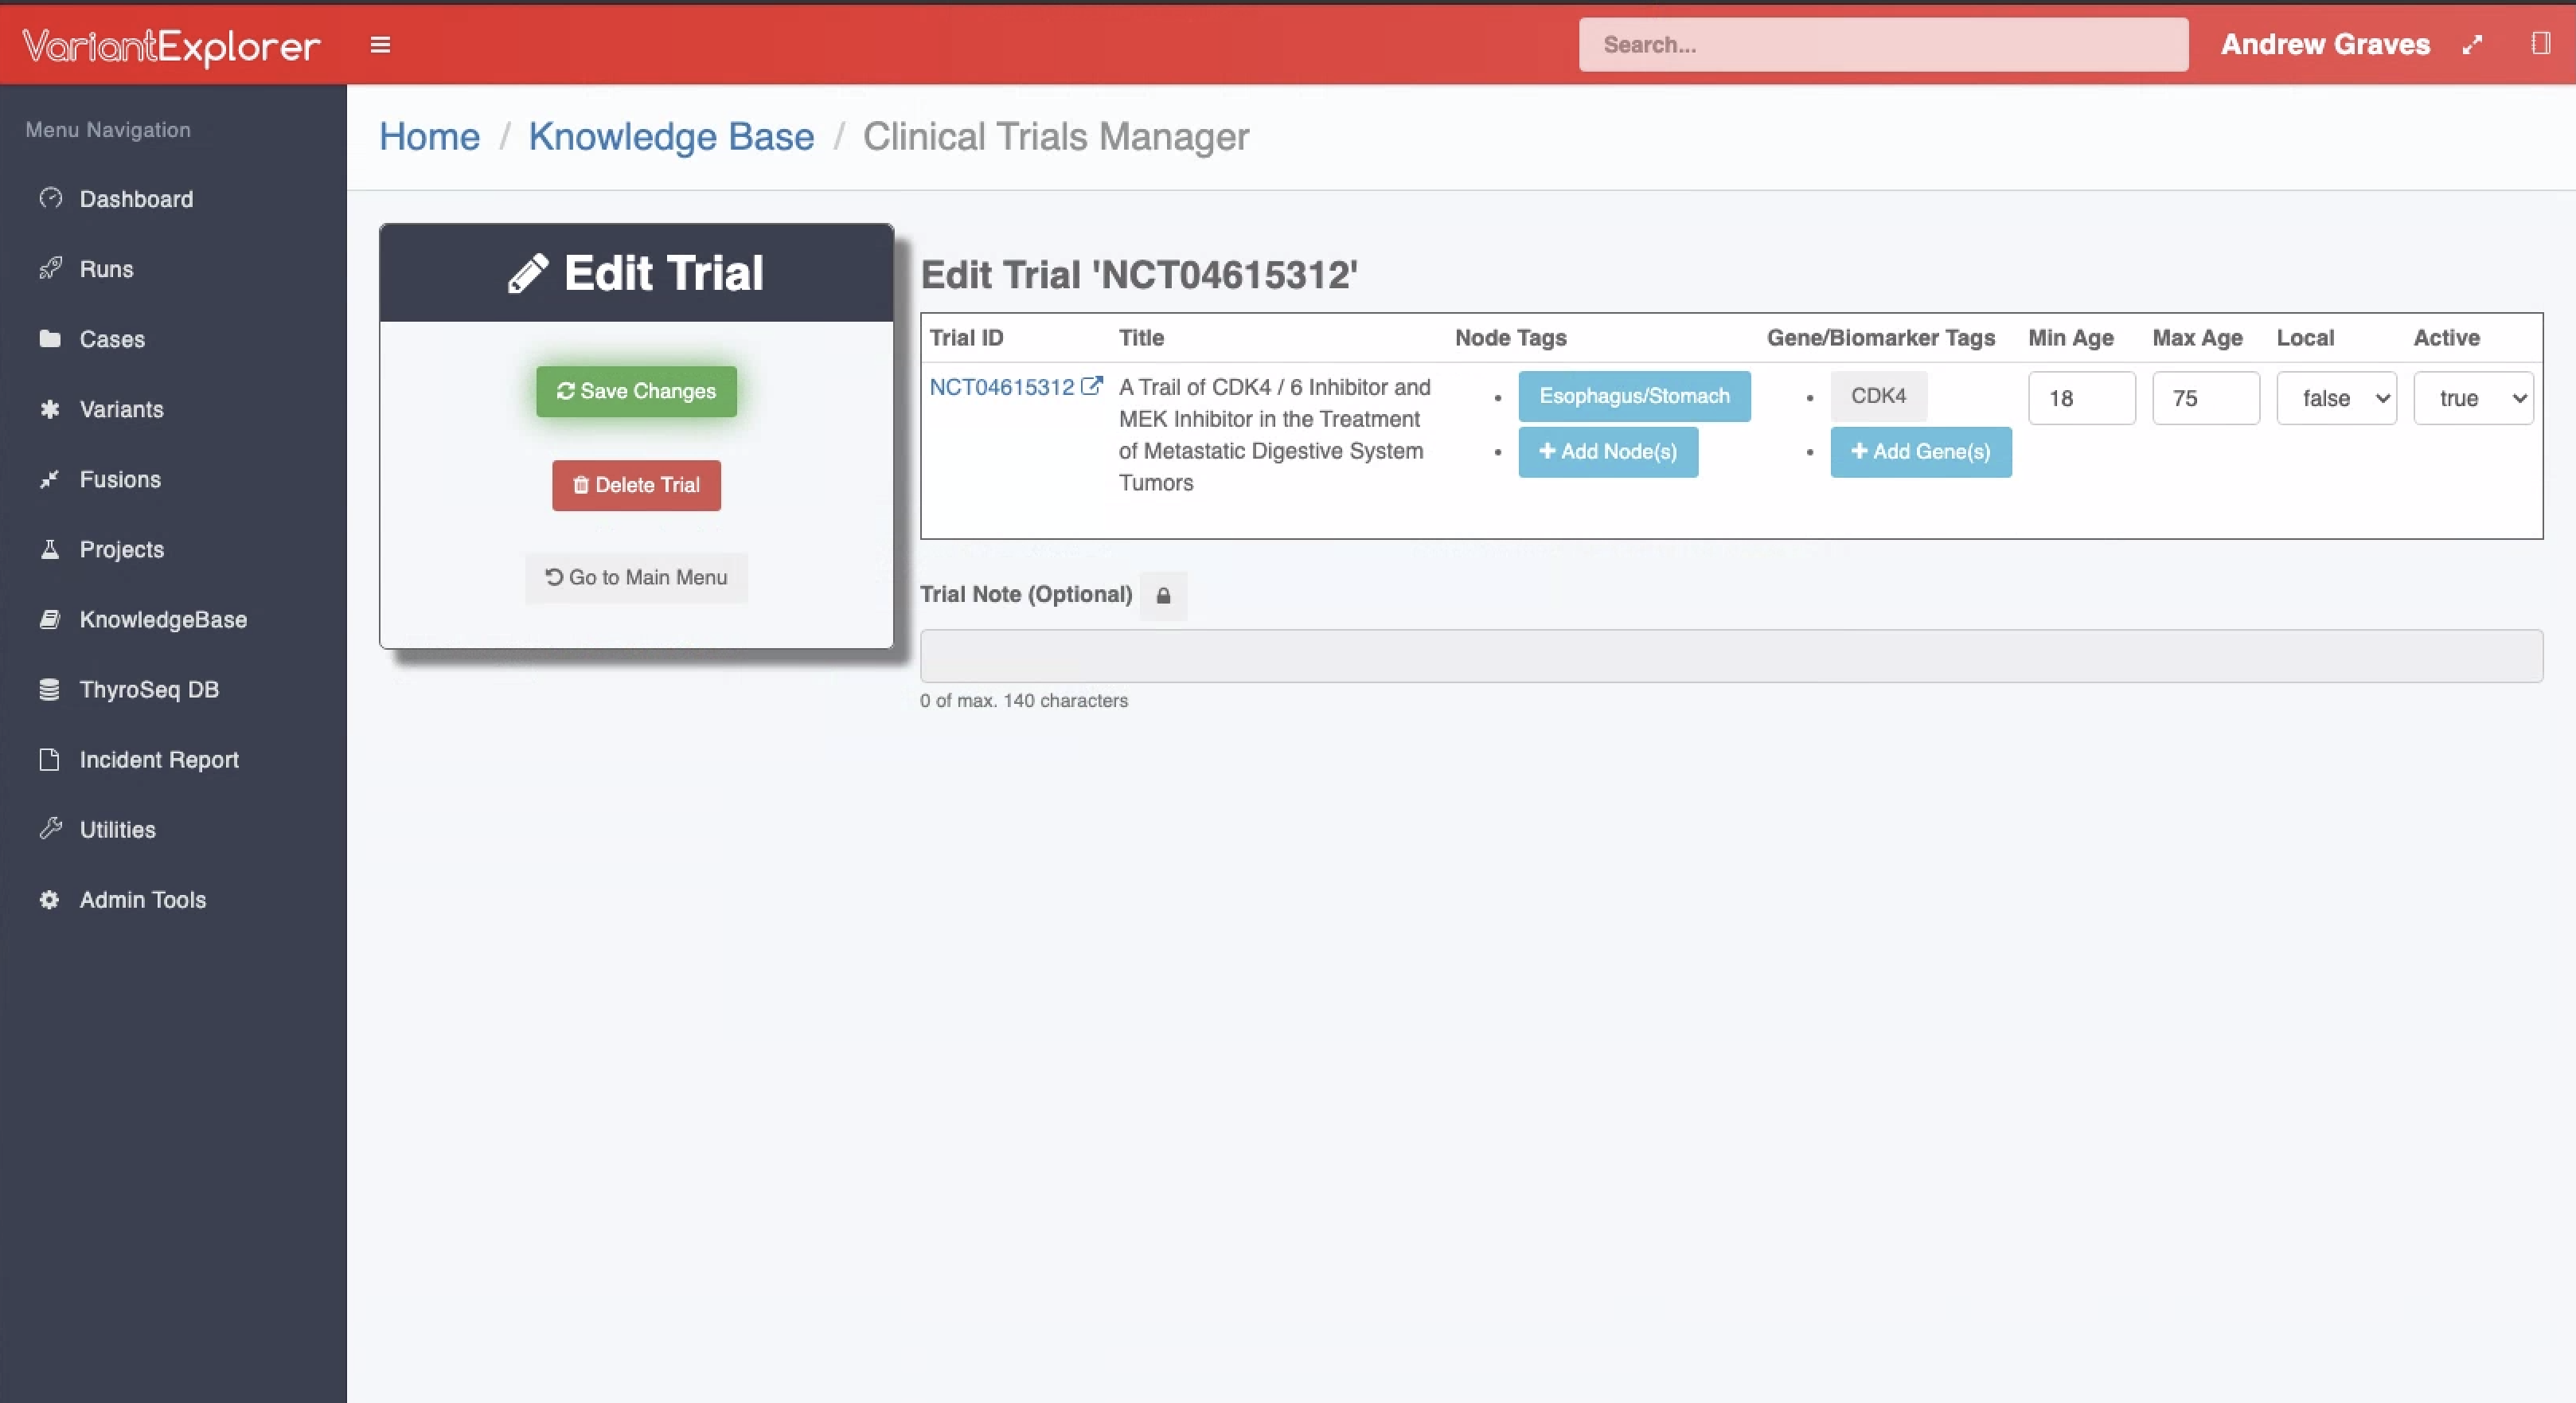 VariantExplorer
Search...
Andrew Graves
Menu Navigation
Dashboard
Runs
Cases
Variants
Fusions
Projects
KnowledgeBase
ThyroSeq DB
Incident Report
Utilities
Admin Tools
Home / Knowledge Base / Clinical Trials Manager
Edit Trial
Save Changes
Delete Trial
Go to Main Menu
Edit Trial 'NCT04615312'
Trial ID Title Node Tags Gene/Biomarker Tags Min Age Max Age Local Active
NCT04615312
A Trail of CDK4 / 6 Inhibitor and
MEK Inhibitor in the Treatment
of Metastatic Digestive System
Tumors
Esophagus/Stomach
Add Node(s)
CDK4
Add Gene(s)
18
75
false
true
Trial Note (Optional)
0 of max. 140 characters